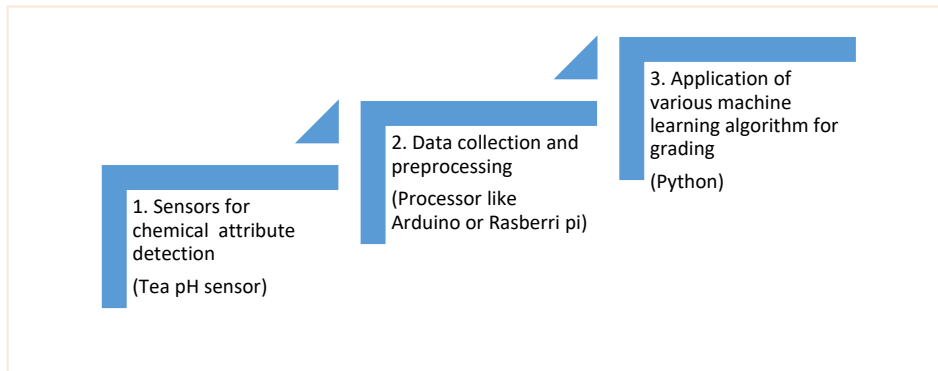 1. Sensors for
chemical attribute
detection
(Tea pH sensor)
2. Data collection and
preprocessing
(Processor like
Arduino or Rasberri pi)
3. Application of
various machine
learning algorithm for
grading
(Python)